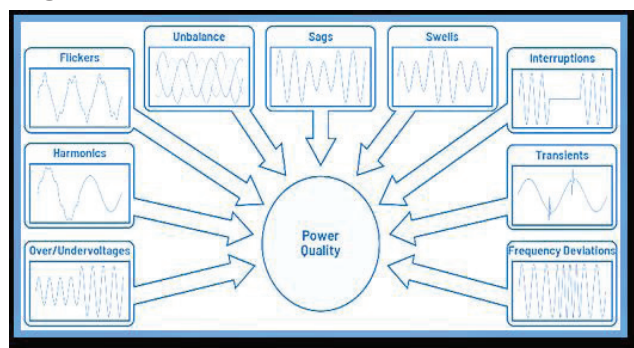 Unbalance
Sags
Swells
Flickers
Interruptions
Harmonics
Transients
Power
Quality
Over/Undervoltages
Frequency Deviations